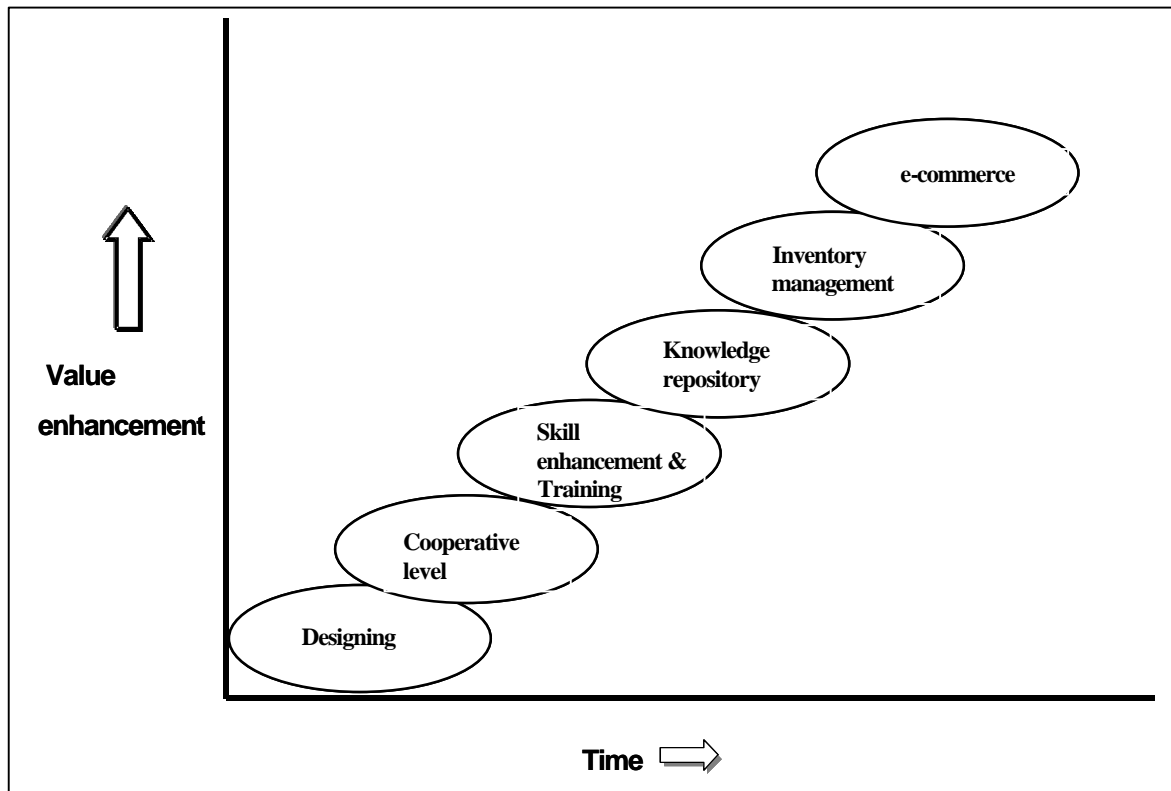 e-commerce
Inventory
management
Knowledge
repository
Value
enhancement
Skill
enhancement &
Training
Cooperative
level
Designing
Time